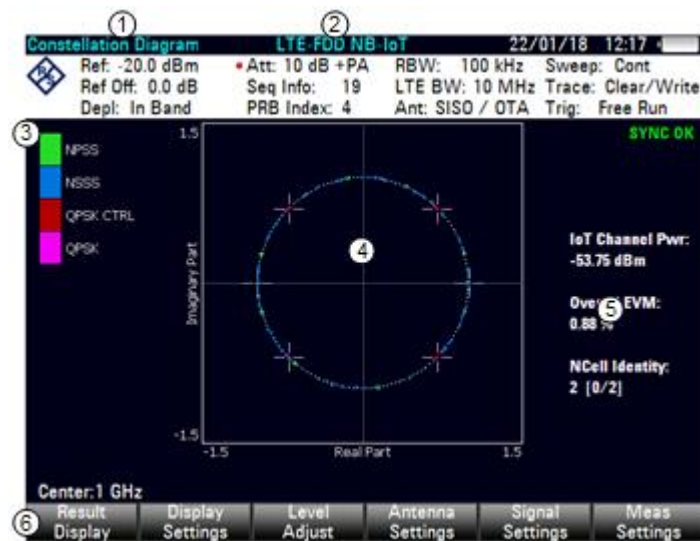 1
2
Constellation Diagram LTE-FDD NB-IoT 22/01/18 12:17
Ref: -20.0 dBm Att: 10 dB +PA RBW: 100 kHz Sweep: Cont
Ref Off: 0.0 dB Seq Info: 19 LTE BW: 10 MHz Trace: Clear/Write
Depl: In Band PRB Index: 4 Ant: SISO / OTA Trig: Free Run
3
1.5
SYNC OK
NPSS
NSSS
QPSK CTRL
QPSK
4
Imaginary Part
IoT Channel Pwr:
-53.75 dBm
EVM:
5
0.88 %
NCell Identity:
2 [0/2]
-1.5
-1.5 Real Part 1.5
Center:1 GHz
6
Result Display Level Antenna Signal Meas
Display Settings Adjust Settings Settings Settings